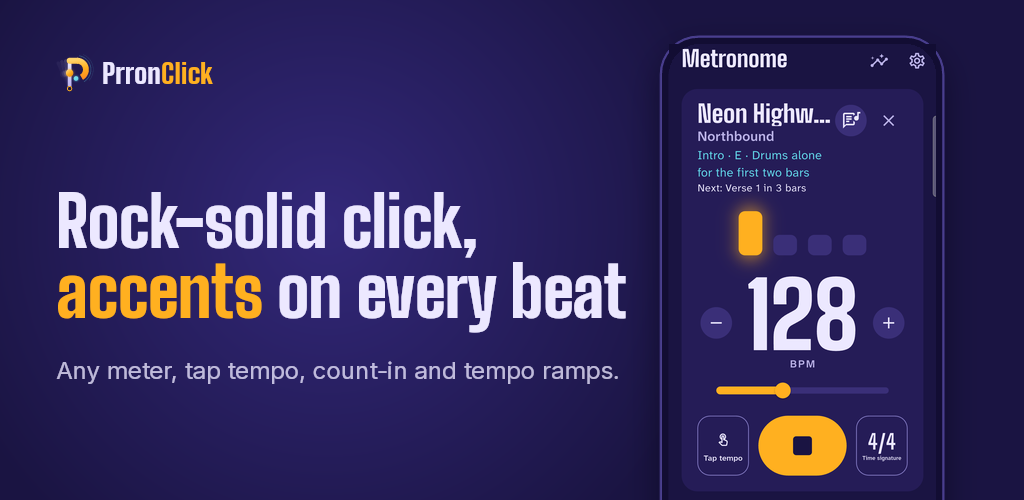 PrronClick
Rock-solid click,
accents on every beat
Any meter, tap tempo, count-in and tempo ramps.
Metronome
Neon Highw...
Northbound
Intro · E · Drums alone
for the first two bars
Next: Verse 1 in 3 bars
128
BPM
Tap tempo
4/4
Time signature